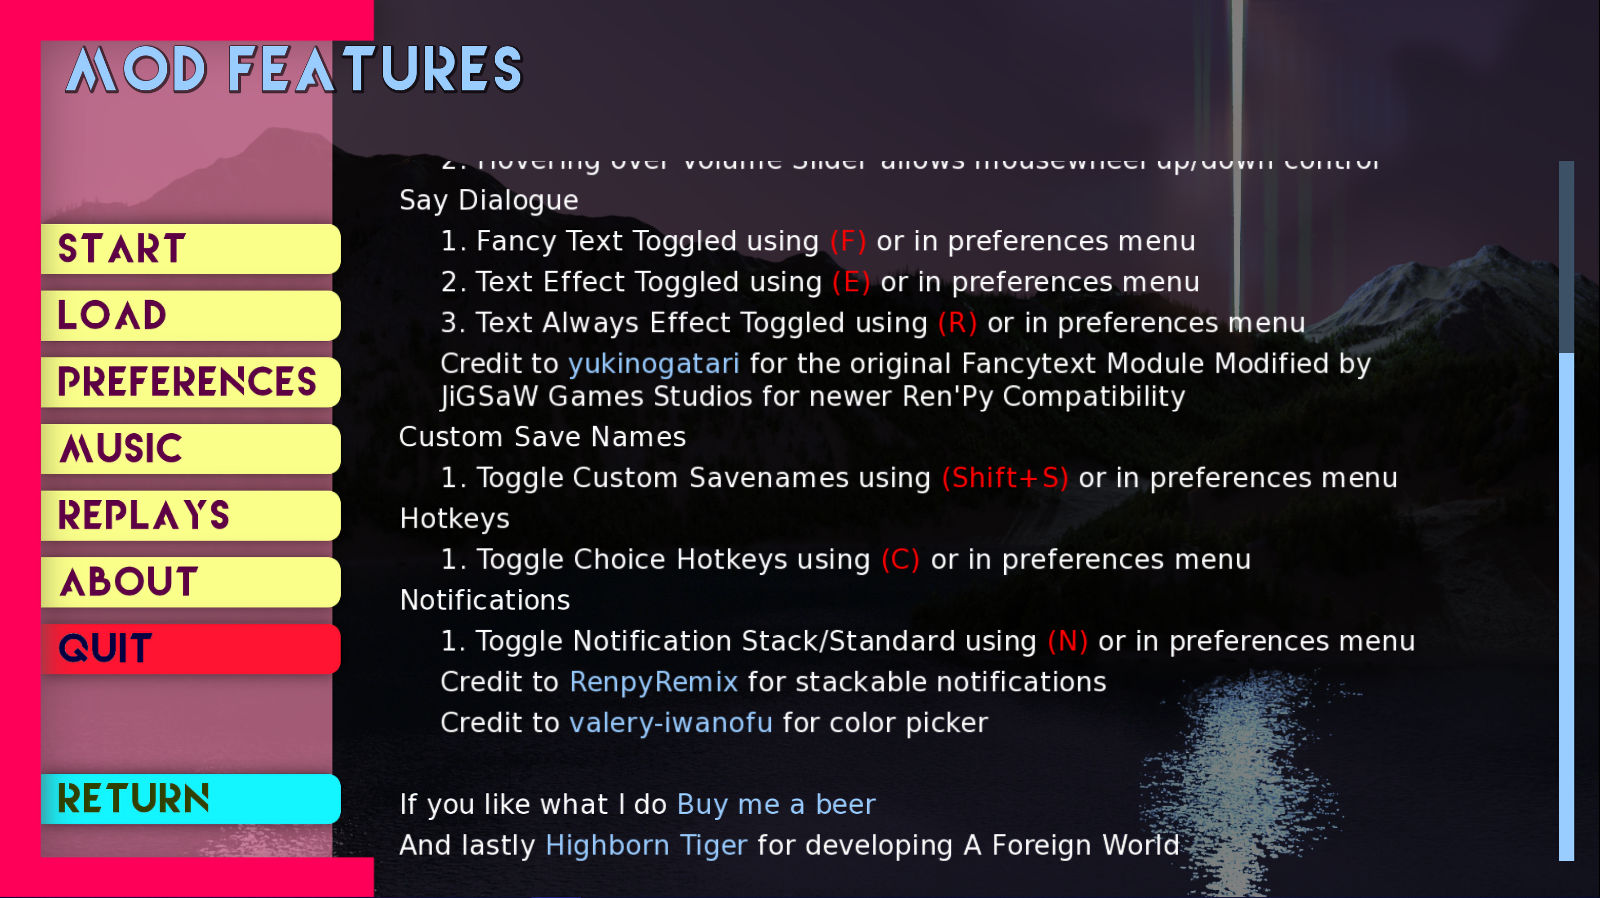 MOD FEATURES
2. Hovering over Volume Slider allows mousewheel up/down control
Say Dialogue
1. Fancy Text Toggled using (F) or in preferences menu
2. Text Effect Toggled using (E) or in preferences menu
3. Text Always Effect Toggled using (R) or in preferences menu
Credit to yukinogatari for the original Fancytext Module Modified by
JiGSaW Games Studios for newer Ren'Py Compatibility
Custom Save Names
1. Toggle Custom Savenames using (Shift+S) or in preferences menu
Hotkeys
1. Toggle Choice Hotkeys using (C) or in preferences menu
Notifications
1. Toggle Notification Stack/Standard using (N) or in preferences menu
Credit to RenpyRemix for stackable notifications
Credit to valery-iwanofu for color picker
If you like what I do Buy me a beer
And lastly Highborn Tiger for developing A Foreign World
START
LOAD
PREFERENCES
MUSIC
REPLAYS
ABOUT
QUIT
RETURN